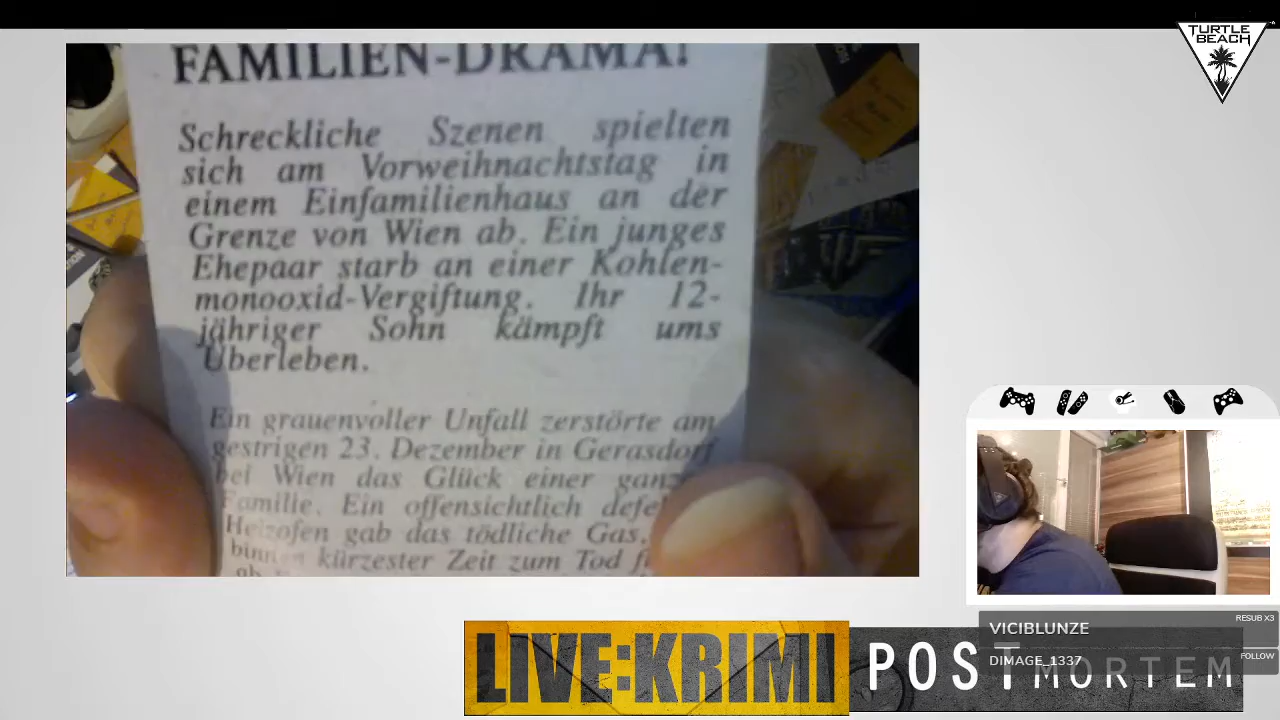 TURTLE
BEACH
FAMILIEN-DRAMA!
Schreckliche Szenen spielten
sich am Vorweihnachtstag in
einem Einfamilienhaus an der
Grenze von Wien ab. Ein junges
Ehepaar starb an einer Kohlen-
monooxid-Vergiftung. Ihr 12-
jähriger Sohn kämpft ums
Überleben.
Ein grauenvoller Unfall zerstörte am
gestrigen 23. Dezember in Gerasdorf
bei Wien das Glück einer
Familie. Ein offensichtlich
Heizofen gab das tödliche Gas,
kürzester Zeit zum Tod
VICIBLUNZE
RESUB X3
DIMAGE_1337
FOLLOW
LIVE:KRIMI
POSTMORTEM